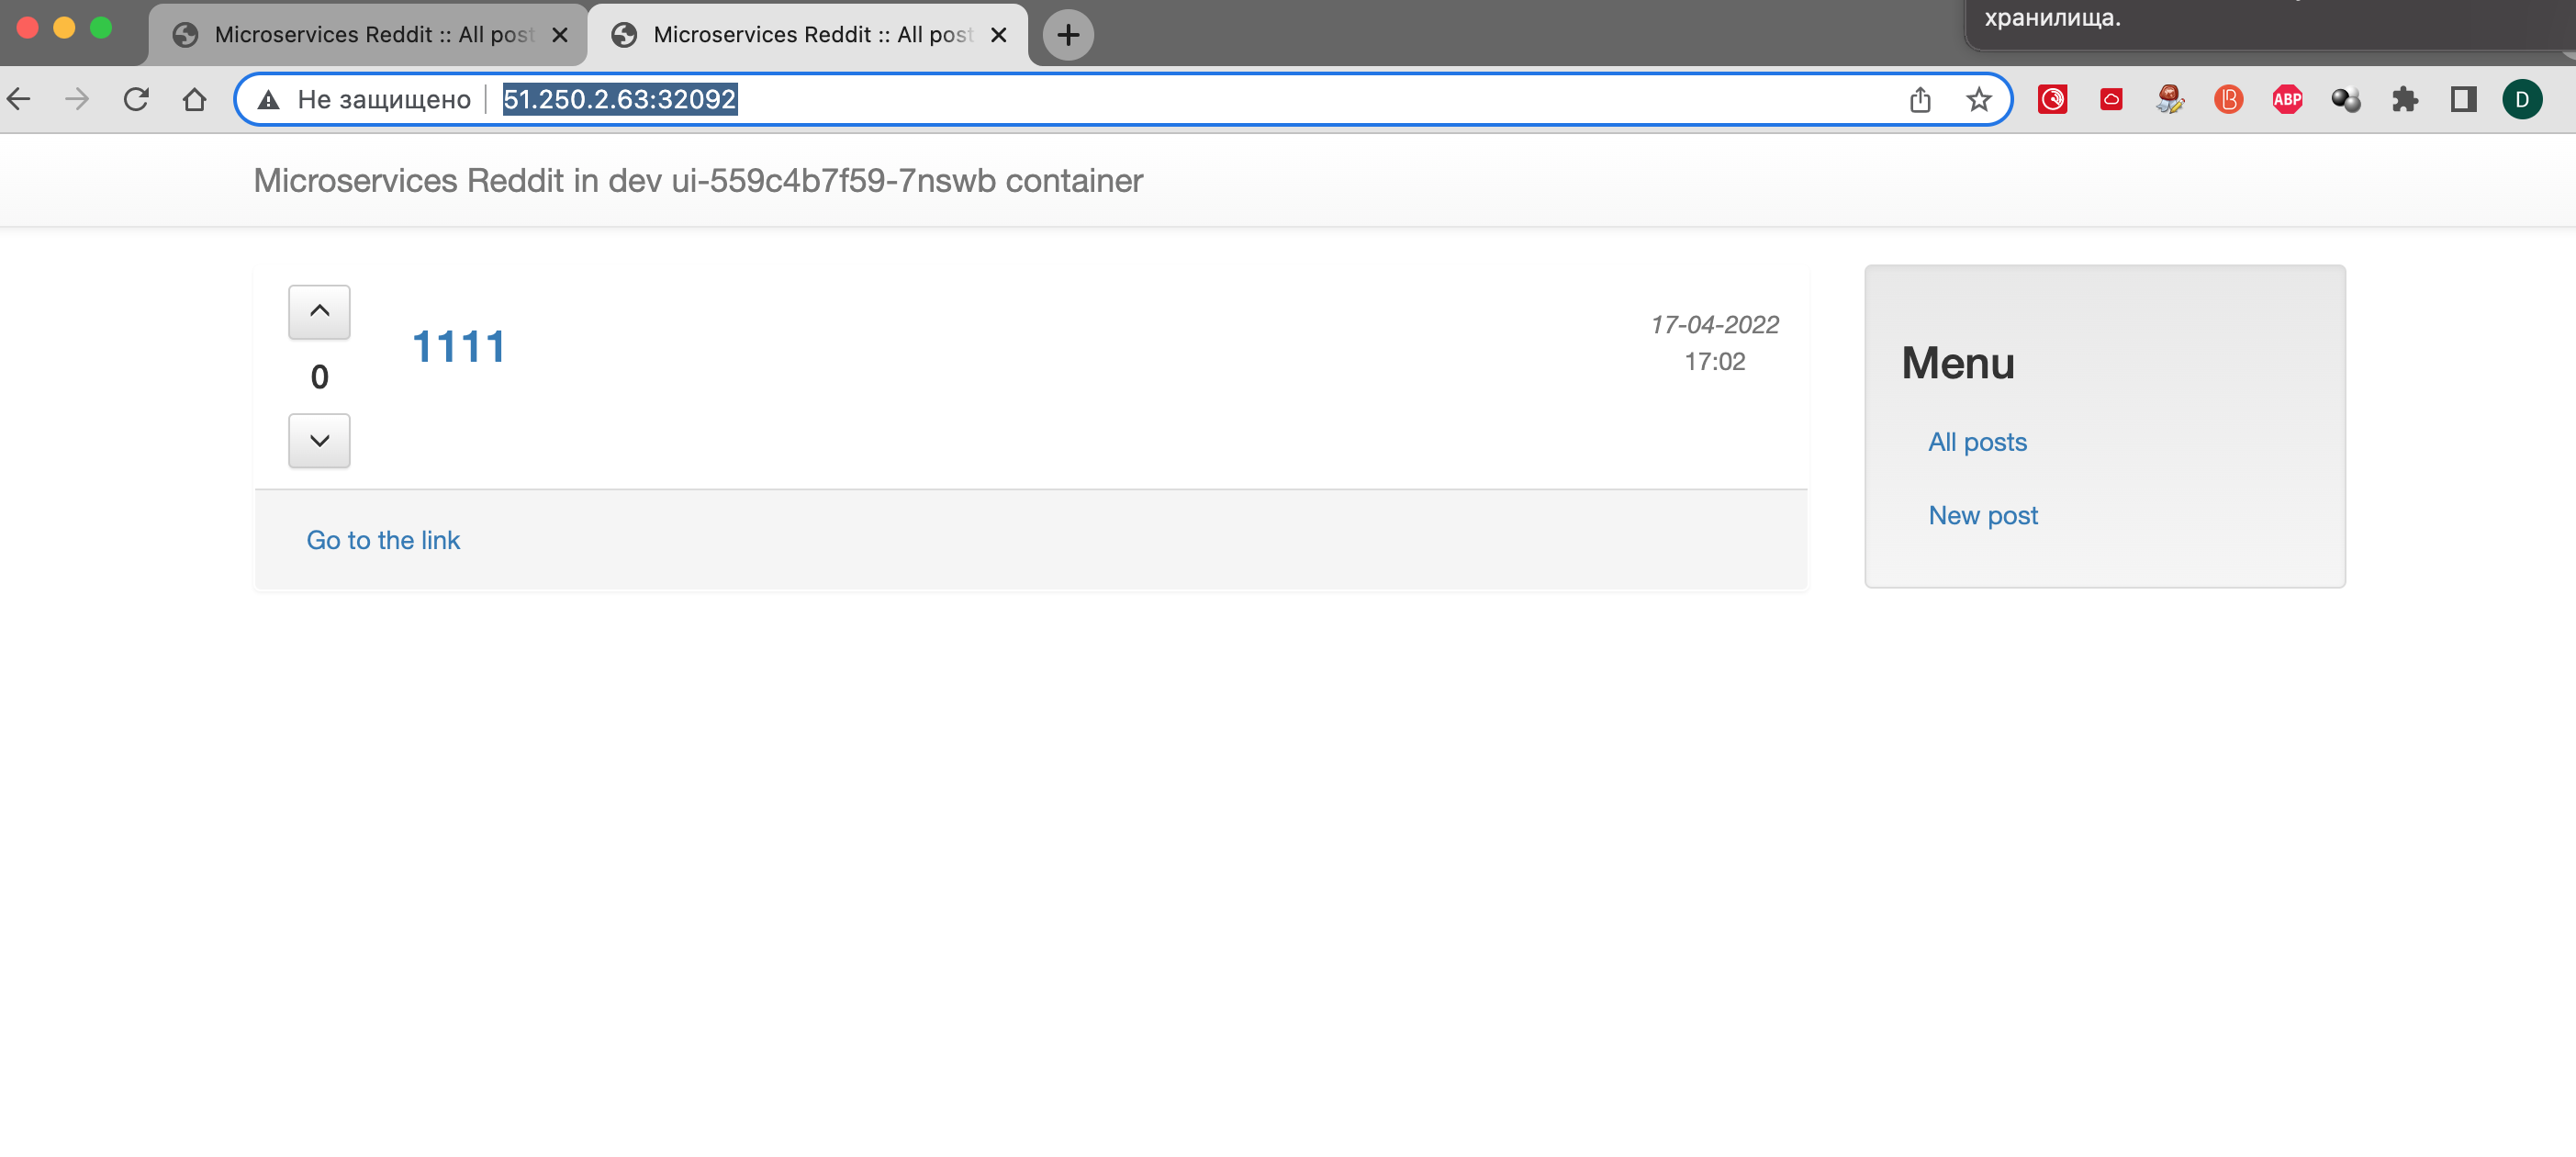 Microservices Reddit :: All post
Microservices Reddit :: All post
хранилища.
Не защищено
51.250.2.63:32092
ABP
D
Microservices Reddit in dev ui-559c4b7f59-7nswb container
1111
17-04-2022
17:02
0
Go to the link
Menu
All posts
New post